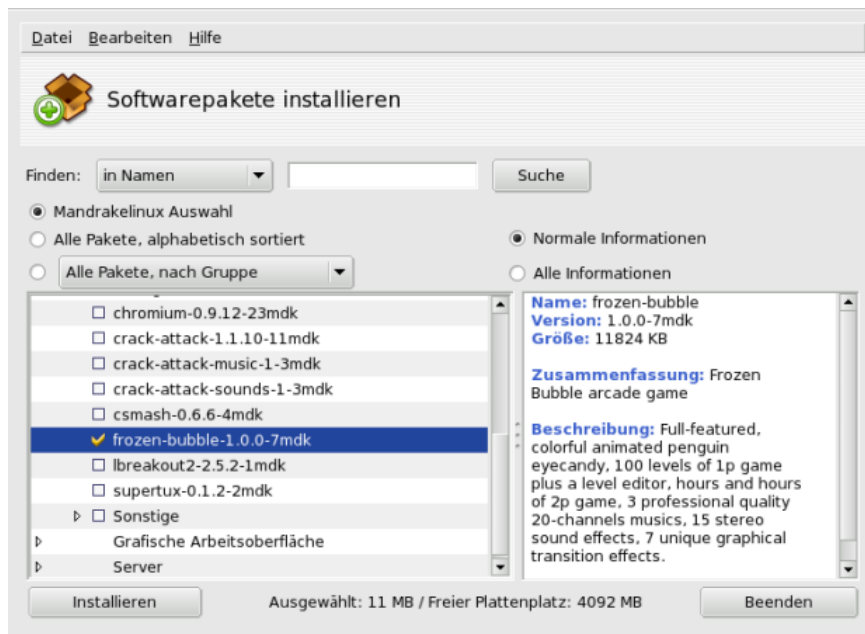 Datei Bearbeiten Hilfe
Softwarepakete installieren
Finden: in Namen Suche
Mandrakelinux Auswahl
Alle Pakete, alphabetisch sortiert
Alle Pakete, nach Gruppe
Normale Informationen
Alle Informationen
chromium-0.9.12-23mdk
crack-attack-1.1.10-11mdk
crack-attack-music-1-3mdk
crack-attack-sounds-1-3mdk
csmash-0.6.6-4mdk
frozen-bubble-1.0.0-7mdk
lbreakout2-2.5.2-1mdk
supertux-0.1.2-2mdk
Sonstige
Grafische Arbeitsoberfläche
Server
Name: frozen-bubble
Version: 1.0.0-7mdk
Größe: 11824 KB
Zusammenfassung: Frozen
Bubble arcade game
Beschreibung: Full-featured,
colorful animated penguin
eyecandy, 100 levels of 1p game
plus a level editor, hours and hours
of 2p game, 3 professional quality
20-channels musics, 15 stereo
sound effects, 7 unique graphical
transition effects.
Installieren Ausgewählt: 11 MB / Freier Plattenplatz: 4092 MB Beenden